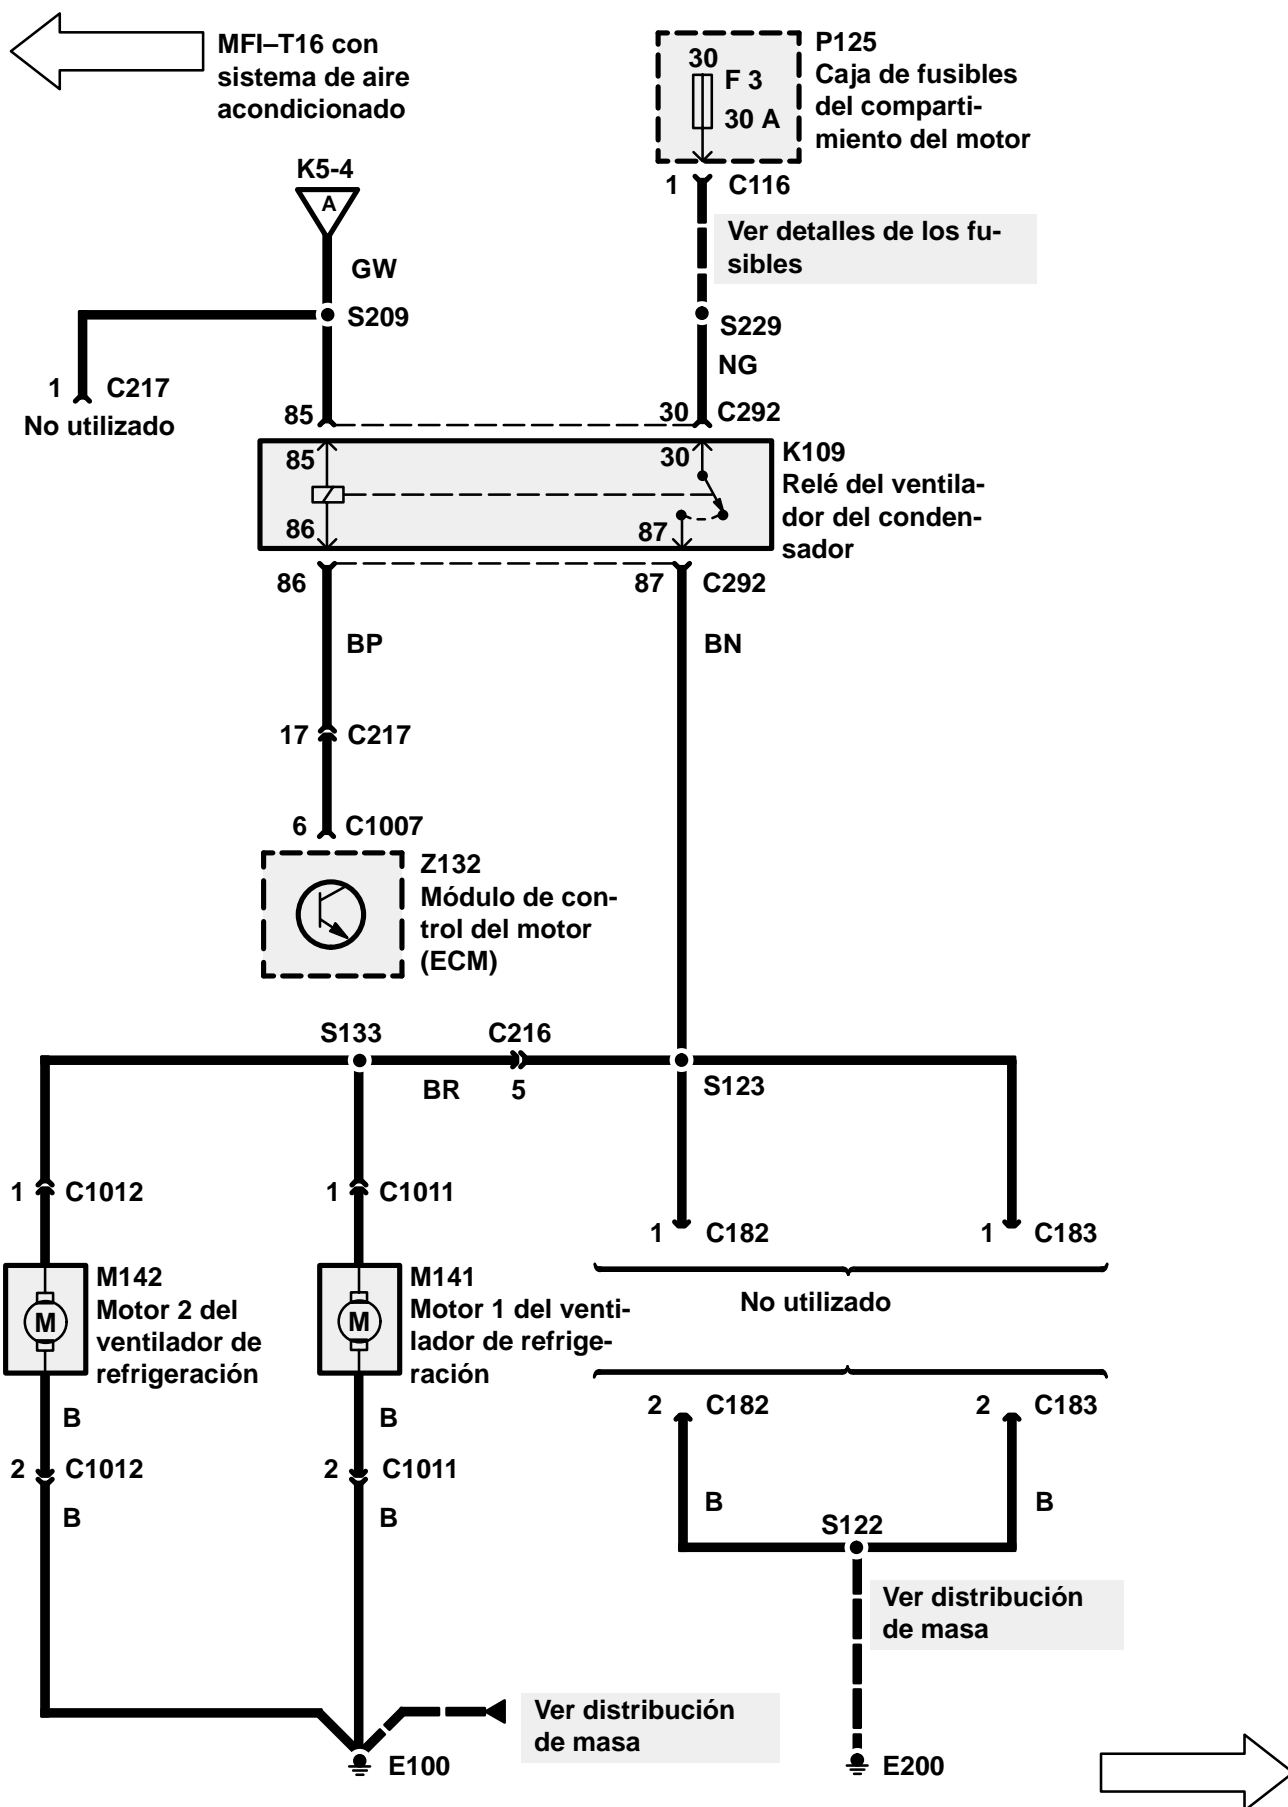 MFI–T16 con
sistema de aire
acondicionado
30
F 3
30 A
P125
Caja de fusibles
del comparti-
miento del motor
K5-4
A
1 C116
Ver detalles de los fu-
sibles
GW
S209
S229
NG
1 C217
No utilizado
85
30 C292
85
30
86
87
K109
Relé del ventila-
dor del conden-
sador
86
87 C292
BP
BN
17 C217
6 C1007
Z132
Módulo de con-
trol del motor
(ECM)
S133
C216
BR
5
S123
1 C1012
1 C1011
1 C182
1 C183
M
M142
Motor 2 del
ventilador de
refrigeración
M
M141
Motor 1 del venti-
lador de refrige-
ración
No utilizado
B
B
2 C182
2 C183
2 C1012
2 C1011
B
B
B
B
S122
Ver distribución
de masa
Ver distribución
de masa
E100
E200